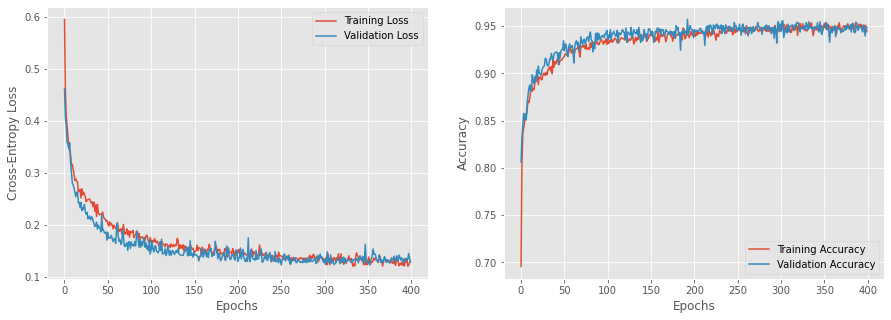 0.6
0.5
0.4
0.3
0.2
0.1
Cross-Entropy Loss
Training Loss
Validation Loss
0 50 100 150 200 250 300 350 400
Epochs
0.95
0.90
0.85
0.80
0.75
0.70
Accuracy
Training Accuracy
Validation Accuracy
0 50 100 150 200 250 300 350 400
Epochs